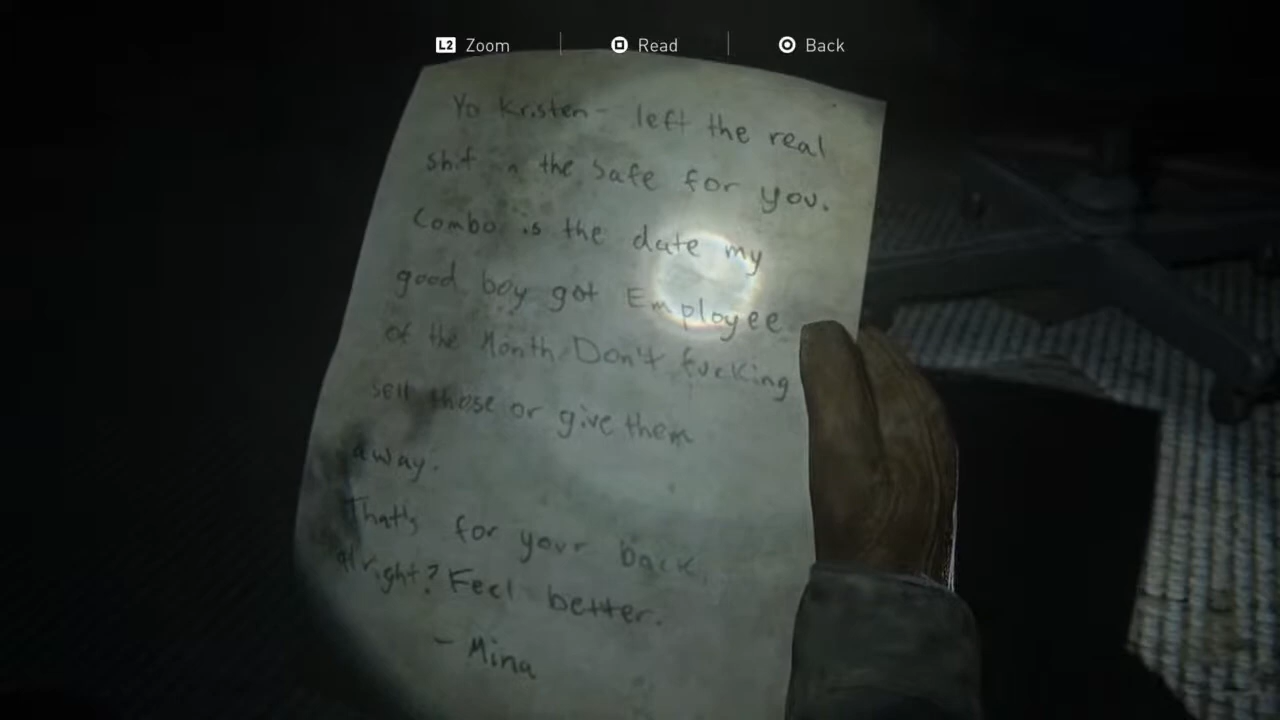 L2 Zoom Read Back
Yo Kristen - left the real
shit in the safe for you.
Combo is the date my
good boy got Employee
of the Month. Don't fucking
sell those or give them
away.
That's for your back,
alright? Feel better.
- Mina